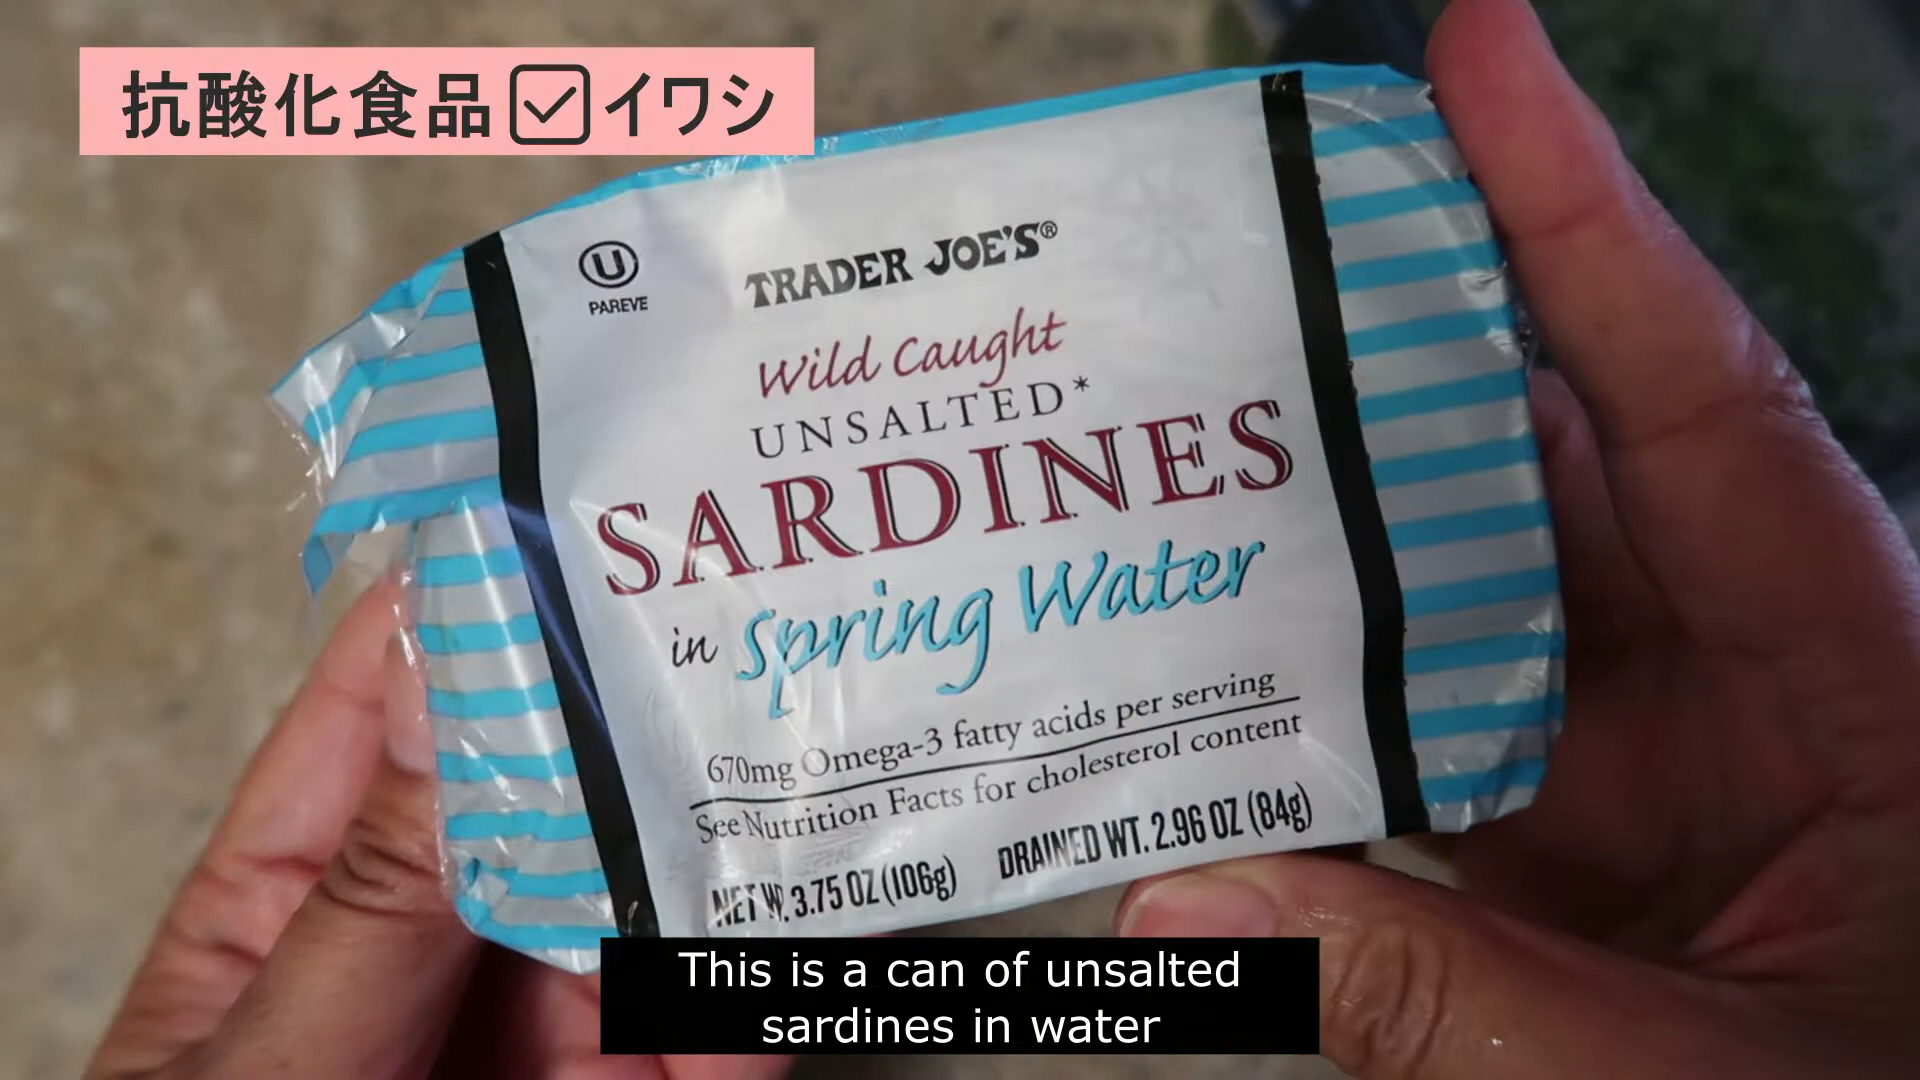 抗酸化食品☑イワシ
U
PAREVE
TRADER JOE'S®
Wild Caught
UNSALTED*
SARDINES
in Spring Water
670mg Omega-3 fatty acids per serving
See Nutrition Facts for cholesterol content
NET WT. 3.75 OZ (106g) DRAINED WT. 2.96 OZ (84g)
This is a can of unsalted
sardines in water